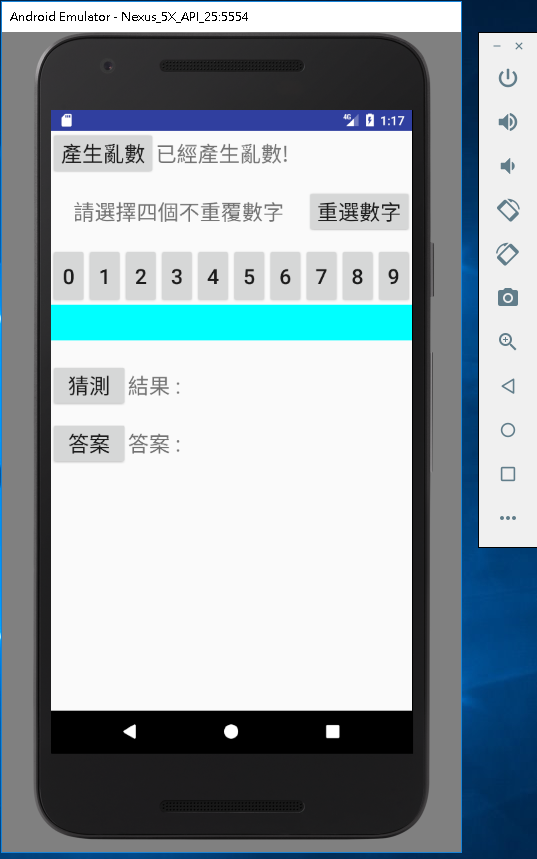 Android Emulator - Nexus_5X_API_25:5554
4G 1:17
產生亂數 已經產生亂數!
請選擇四個不重覆數字 重選數字
0 1 2 3 4 5 6 7 8 9
猜測 結果 :
答案 答案 :